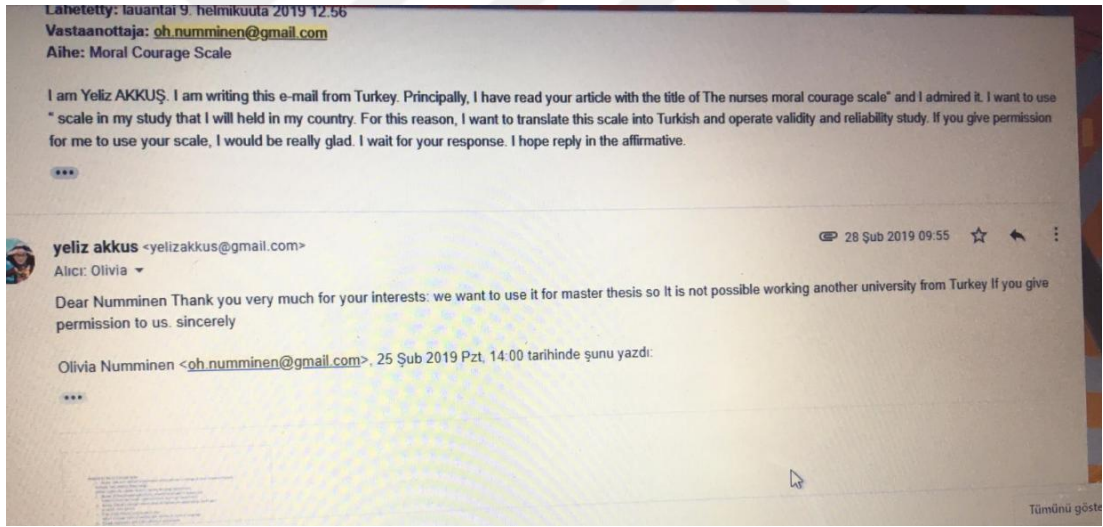 Lähetetty: lauantai 9. helmikuuta 2019 12.56
Vastaanottaja: oh.numminen@gmail.com
Aihe: Moral Courage Scale
I am Yeliz AKKUŞ. I am writing this e-mail from Turkey. Principally, I have read your article with the title of The nurses moral courage scale" and I admired it. I want to use
" scale in my study that I will held in my country. For this reason, I want to translate this scale into Turkish and operate validity and reliability study. If you give permission
for me to use your scale, I would be really glad. I wait for your response. I hope reply in the affirmative.
yeliz akkus <yelizakkus@gmail.com>
28 Şub 2019 09:55
Alıcı: Olivia
Dear Numminen Thank you very much for your interests: we want to use it for master thesis so It is not possible working another university from Turkey If you give
permission to us. sincerely
Olivia Numminen <oh.numminen@gmail.com>, 25 Şub 2019 Pzt, 14:00 tarihinde şunu yazdı:
Tümünü göste